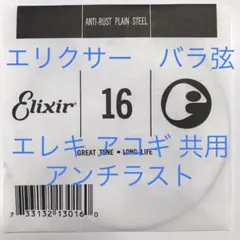 ANTI-RUST PLAIN STEEL
エリクサー　バラ弦
Elixir
16
エレキ アコギ 共用
GREAT TONE • LONG LIFE
アンチラスト
7 33132 13016 0